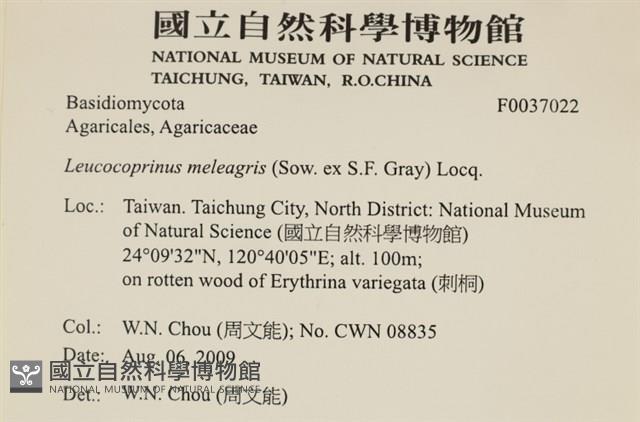 國立自然科學博物館
NATIONAL MUSEUM OF NATURAL SCIENCE
TAICHUNG, TAIWAN, R.O.CHINA
Basidiomycota F0037022
Agaricales, Agaricaceae
Leucocoprinus meleagris (Sow. ex S.F. Gray) Locq.
Loc.: Taiwan. Taichung City, North District: National Museum
of Natural Science (國立自然科學博物館)
24°09'32"N, 120°40'05"E; alt. 100m;
on rotten wood of Erythrina variegata (刺桐)
Col.: W.N. Chou (周文能); No. CWN 08835
Date: Aug. 06, 2009
國立自然科學博物館
NATIONAL MUSEUM OF NATURAL SCIENCE
Det.: W.N. Chou (周文能)